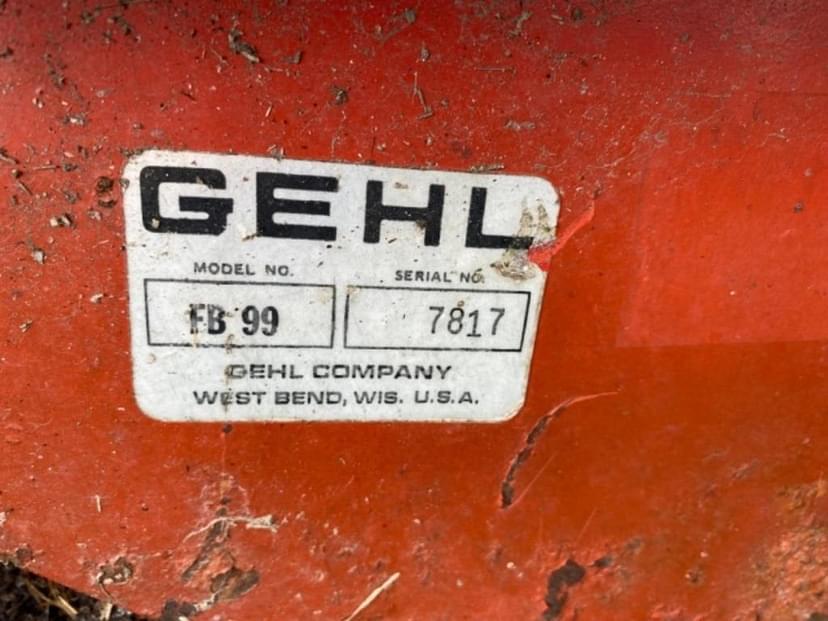 GEHL
MODEL NO. SERIAL NO.
FB 99 7817
GEHL COMPANY
WEST BEND, WIS. U.S.A.